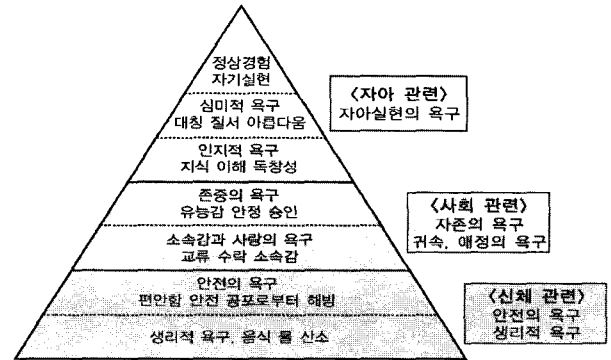 정상경험
자기실현
심미적 욕구
대칭 질서 아름다움
인지적 욕구
지식 이해 독창성
존중의 욕구
유능감 안정 승인
소속감과 사랑의 욕구
교류 수락 소속감
안전의 욕구
편안함 안전 공포로부터 해방
생리적 욕구, 음식 물 산소
<자아 관련>
자아실현의 욕구
<사회 관련>
자존의 욕구
귀속, 애정의 욕구
<신체 관련>
안전의 욕구
생리적 욕구